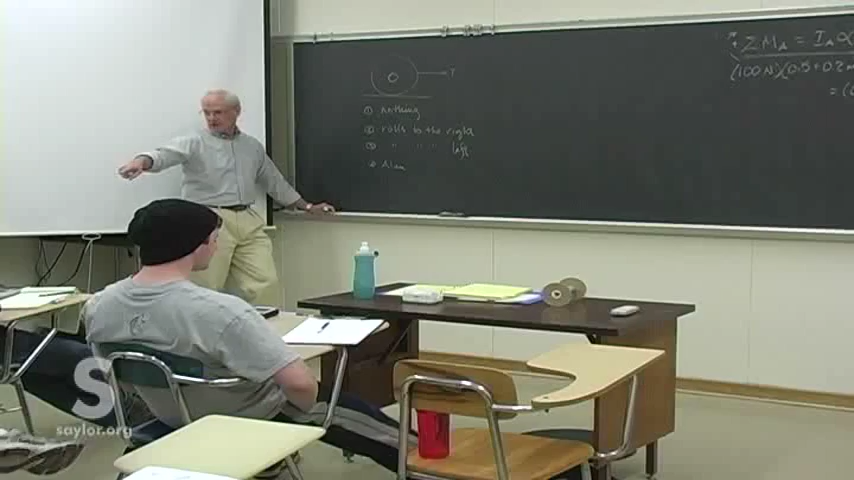 T
① nothing
② rolls to the right
③ " " " left
④ Alan
ΣM_A = I_A α
(100 N)(0.5 + 0.2 m
= (
S
saylor.org